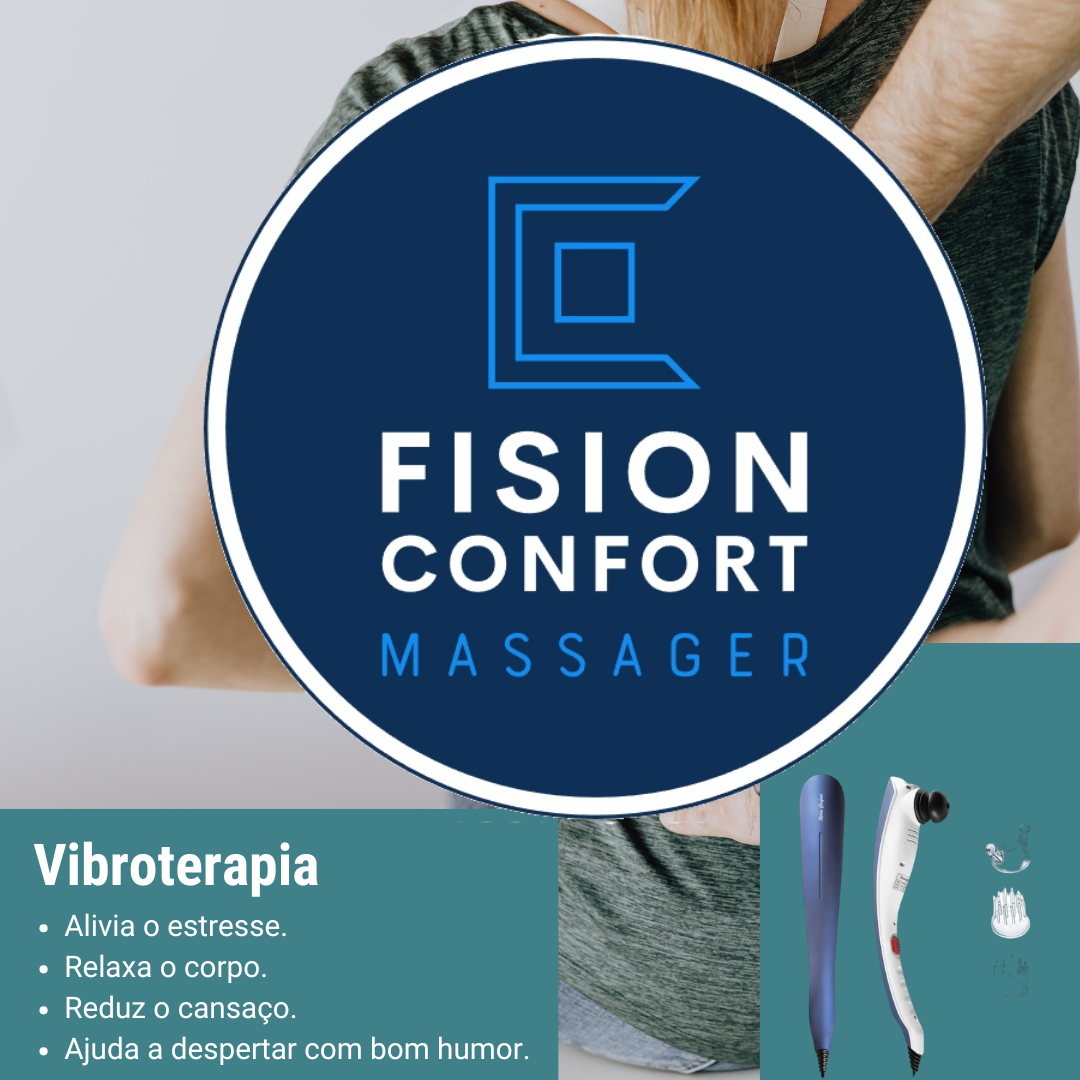 FISION
CONFORT
MASSAGER
Vibroterapia
• Alivia o estresse.
• Relaxa o corpo.
• Reduz o cansaço.
• Ajuda a despertar com bom humor.